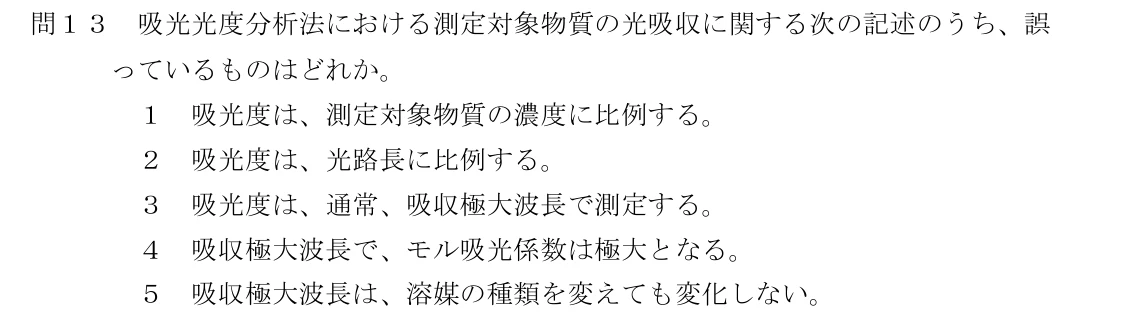 問１３　吸光光度分析法における測定対象物質の光吸収に関する次の記述のうち、誤
っているものはどれか。
１　吸光度は、測定対象物質の濃度に比例する。
２　吸光度は、光路長に比例する。
３　吸光度は、通常、吸収極大波長で測定する。
４　吸収極大波長で、モル吸光係数は極大となる。
５　吸収極大波長は、溶媒の種類を変えても変化しない。